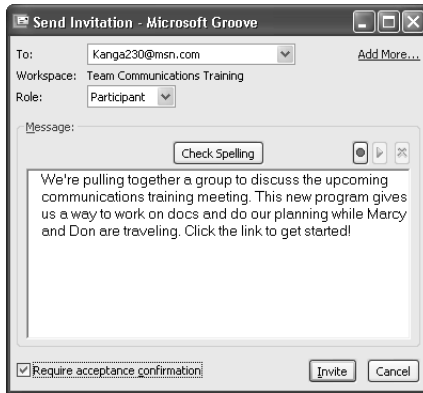 Send Invitation - Microsoft Groove
To: Kanga230@msn.com Add More...
Workspace: Team Communications Training
Role: Participant
Message:
Check Spelling
We're pulling together a group to discuss the upcoming
communications training meeting. This new program gives
us a way to work on docs and do our planning while Marcy
and Don are traveling. Click the link to get started!
Require acceptance confirmation Invite Cancel